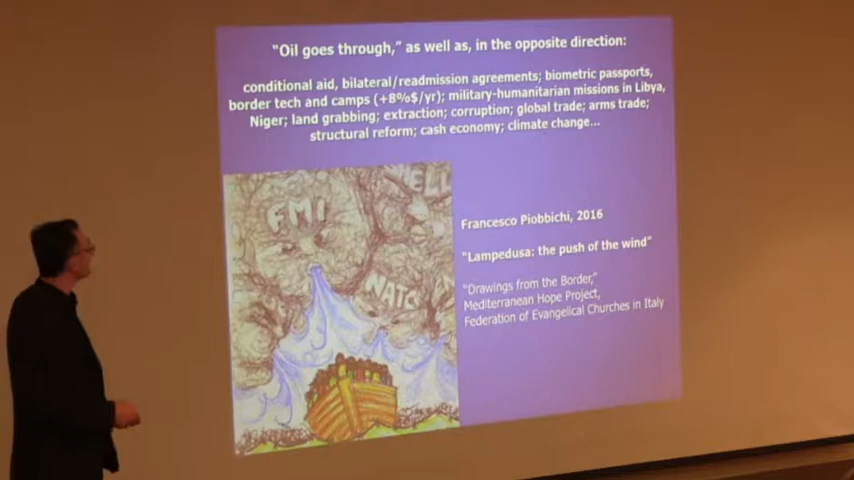 “Oil goes through,” as well as, in the opposite direction:
conditional aid, bilateral/readmission agreements; biometric passports,
border tech and camps (+8%$/yr); military-humanitarian missions in Libya,
Niger; land grabbing; extraction; corruption; global trade; arms trade;
structural reform; cash economy; climate change...
FMI
HELL
NATO
Francesco Piobbichi, 2016
“Lampedusa: the push of the wind”
“Drawings from the Border,”
Mediterranean Hope Project,
Federation of Evangelical Churches in Italy